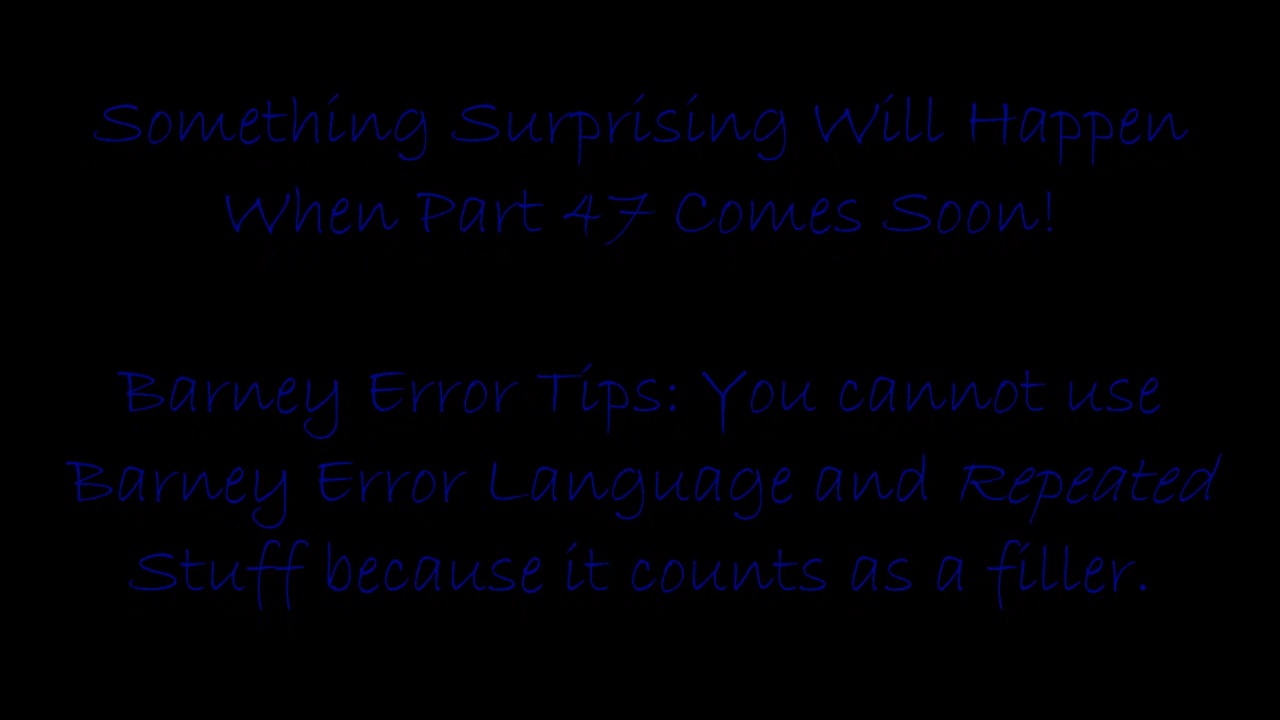 Something Surprising Will Happen
When Part 47 Comes Soon!
Barney Error Tips: You cannot use
Barney Error Language and Repeated
Stuff because it counts as a filler.